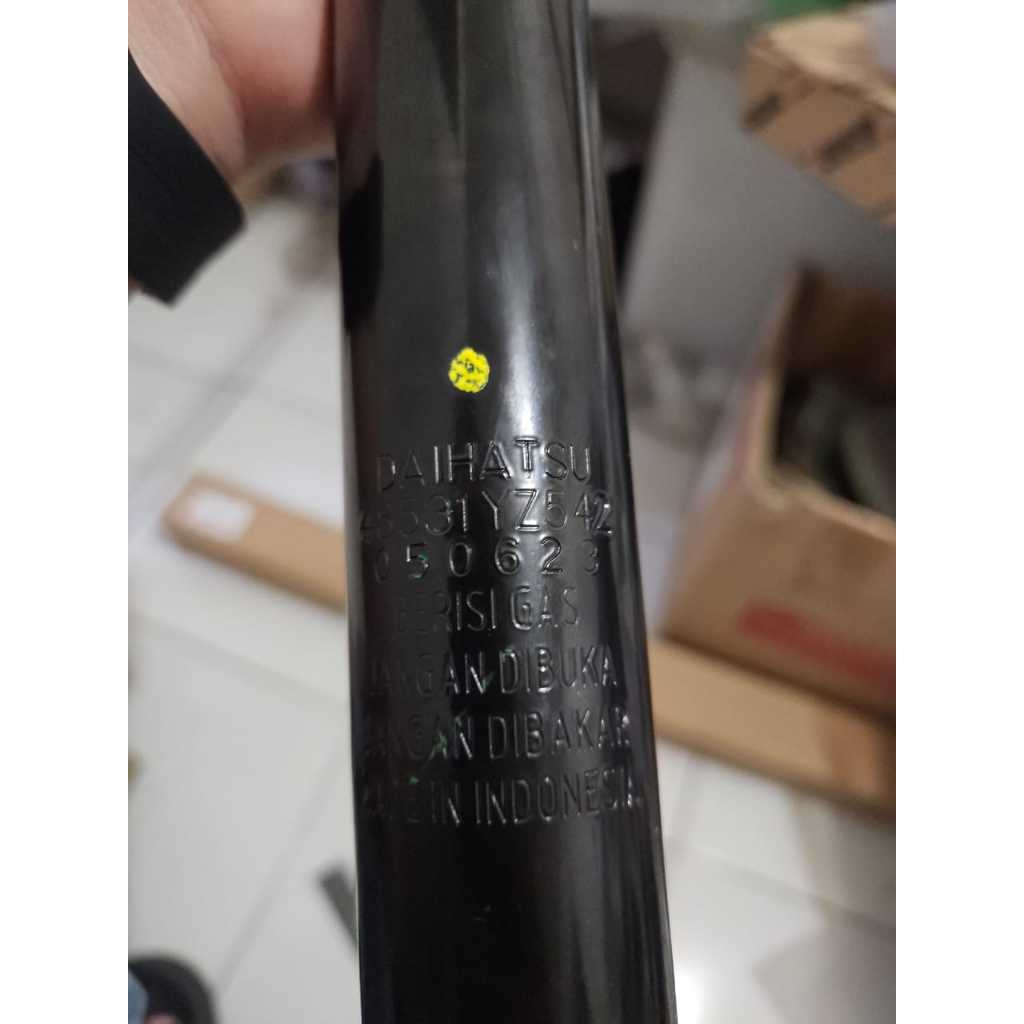 DAIHATSU
48531YZ542
050623
BERISI GAS
JANGAN DIBUKA
JANGAN DIBAKAR
MADE IN INDONESIA